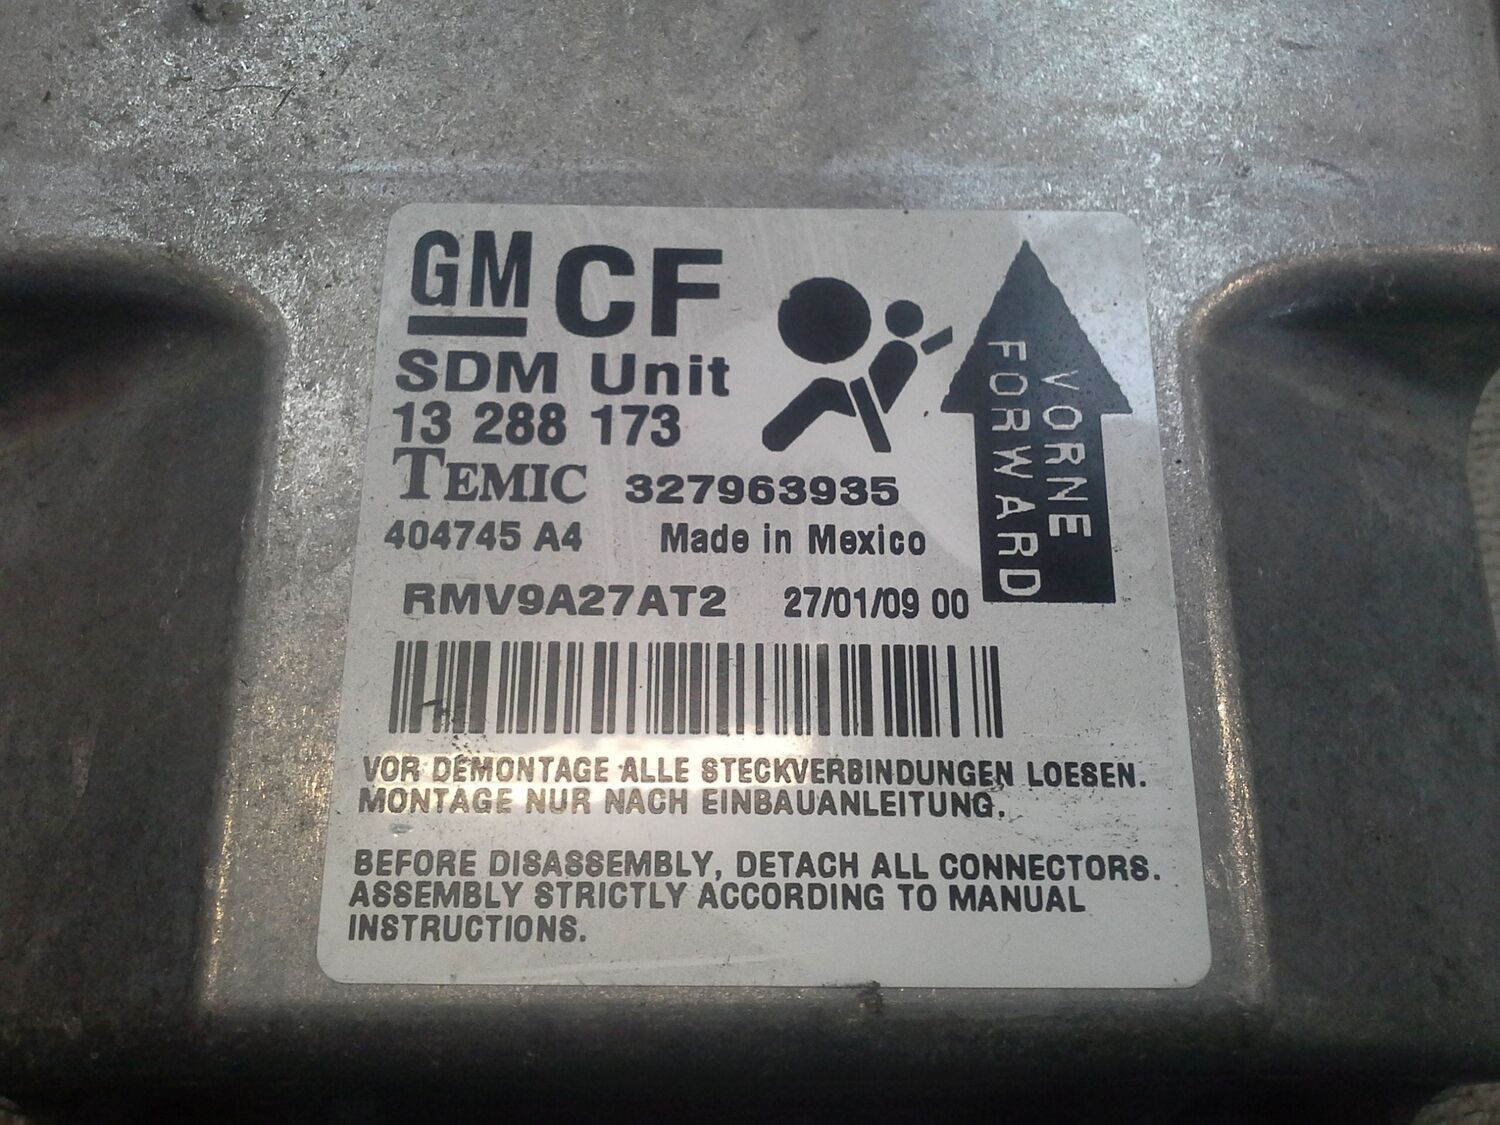 GM CF
SDM Unit
13 288 173
TEMIC 327963935
404745 A4 Made in Mexico
RMV9A27AT2 27/01/09 00
VORNE
FORWARD
VOR DEMONTAGE ALLE STECKVERBINDUNGEN LOESEN.
MONTAGE NUR NACH EINBAUANLEITUNG.
BEFORE DISASSEMBLY, DETACH ALL CONNECTORS.
ASSEMBLY STRICTLY ACCORDING TO MANUAL
INSTRUCTIONS.